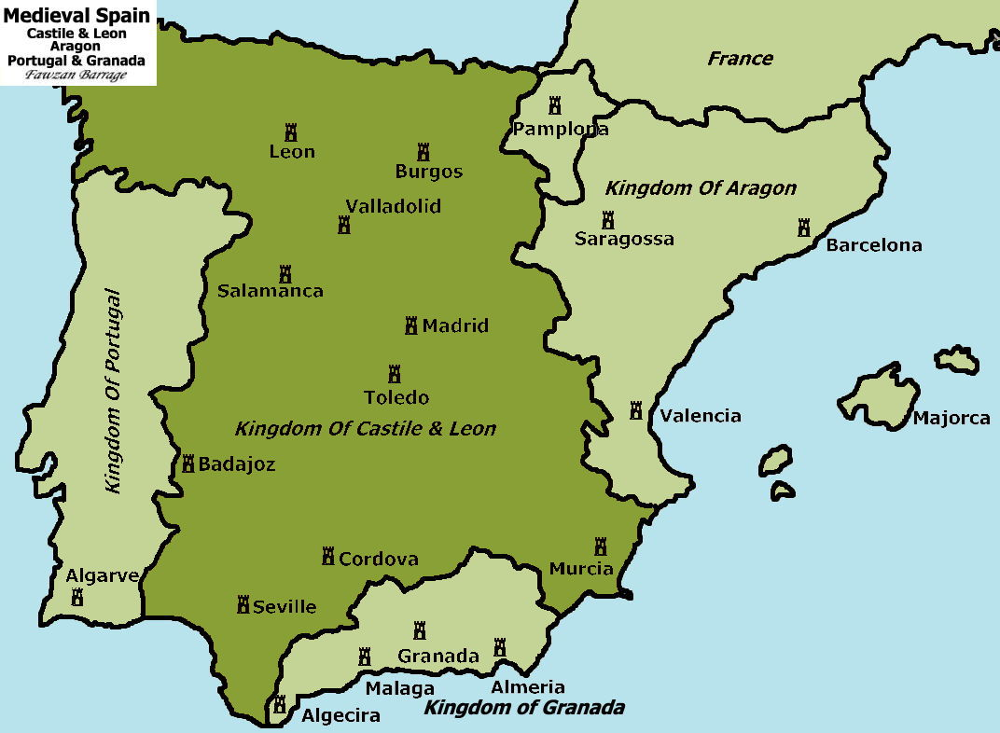 Medieval Spain
Castile & Leon
Aragon
Portugal & Granada
Fawzan Barrage
France
Pamplona
Leon
Burgos
Kingdom Of Aragon
Valladolid
Saragossa
Barcelona
Salamanca
Madrid
Kingdom Of Portugal
Toledo
Valencia
Majorca
Kingdom Of Castile & Leon
Badajoz
Cordova
Murcia
Algarve
Seville
Granada
Malaga
Almeria
Kingdom of Granada
Algecira